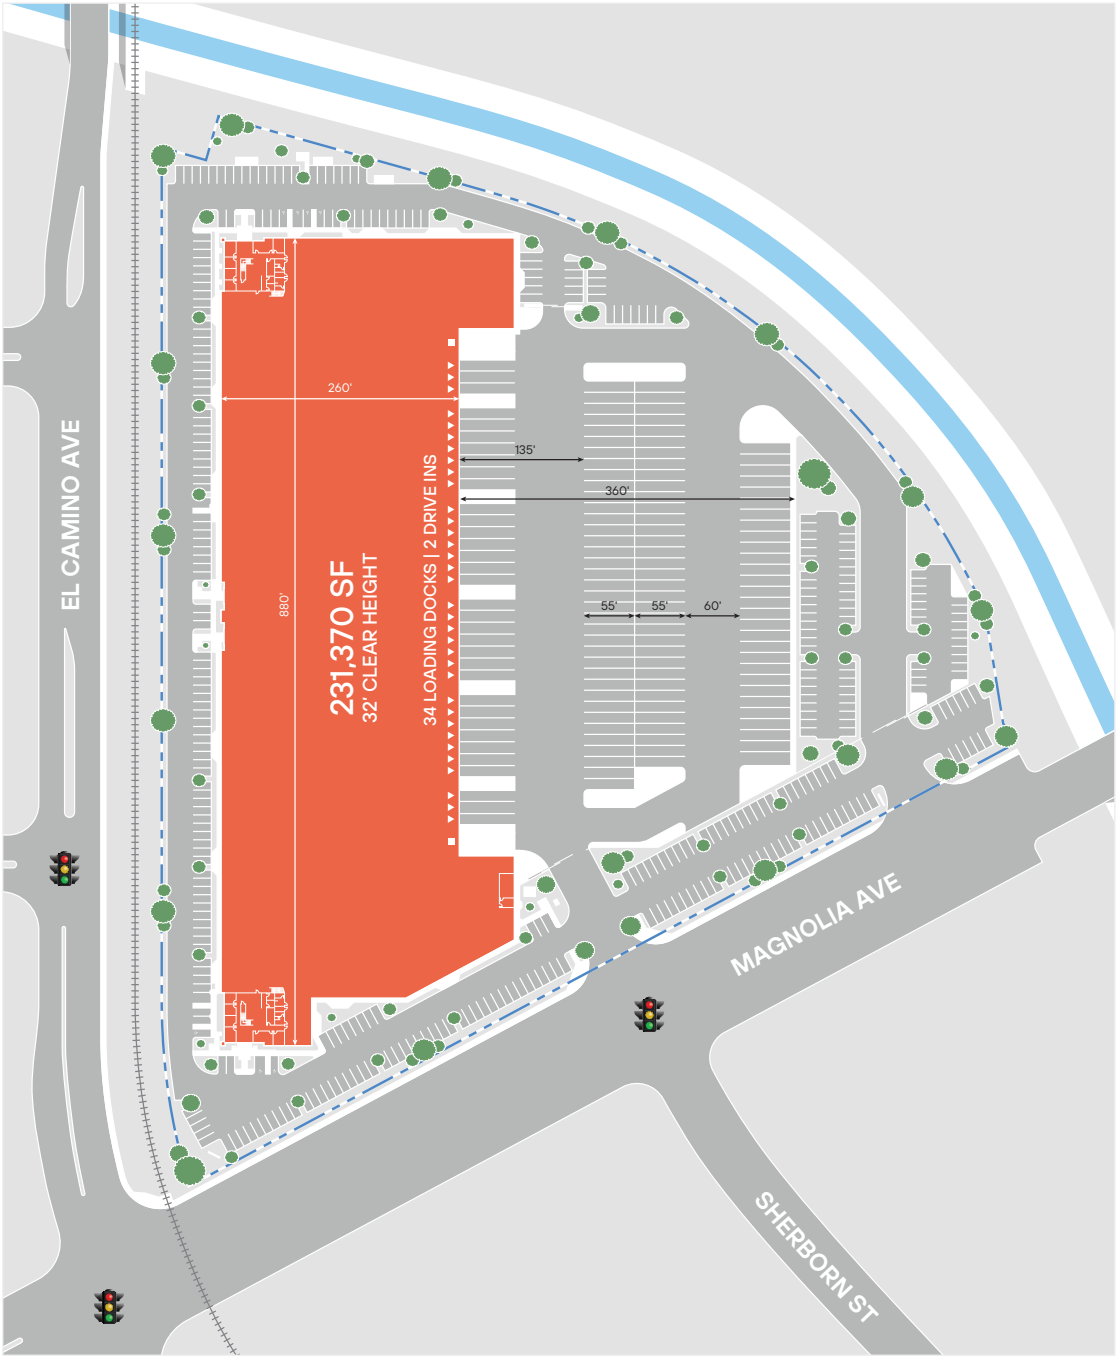 260'
EL CAMINO AVE
135'
360'
880'
231,370 SF
32' CLEAR HEIGHT
34 LOADING DOCKS | 2 DRIVE INS
55'
55'
60'
MAGNOLIA AVE
SHERBORN ST